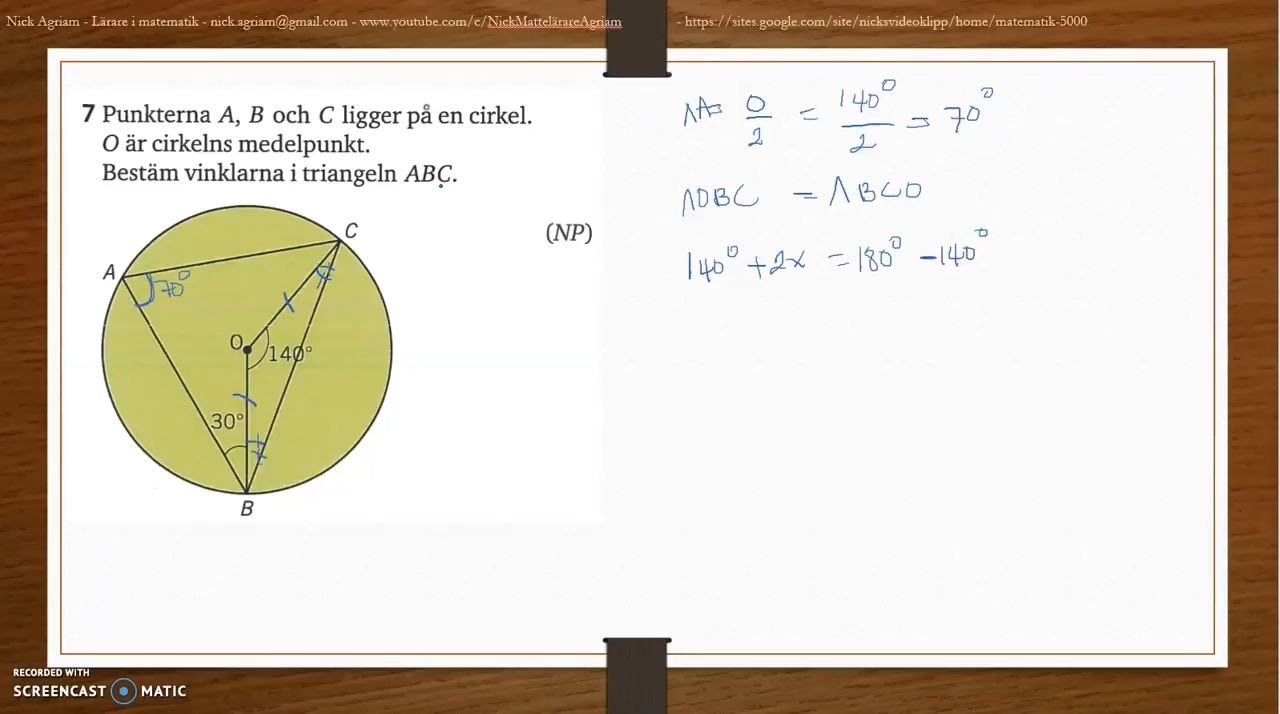 Nick Agriam - Lärare i matematik - nick.agriam@gmail.com - www.youtube.com/c/NickMattelärareAgriam - https://sites.google.com/site/nicksvideoklipp/home/matematik-5000
7 Punkterna A, B och C ligger på en cirkel.
O är cirkelns medelpunkt.
Bestäm vinklarna i triangeln ABC.
(NP)
C
A
70°
x
O
140°
30°
x
B
∧A = O/2 = 140°/2 = 70°
∧OBC = ∧BCO
140° + 2x = 180° - 140°
RECORDED WITH
SCREENCAST MATIC